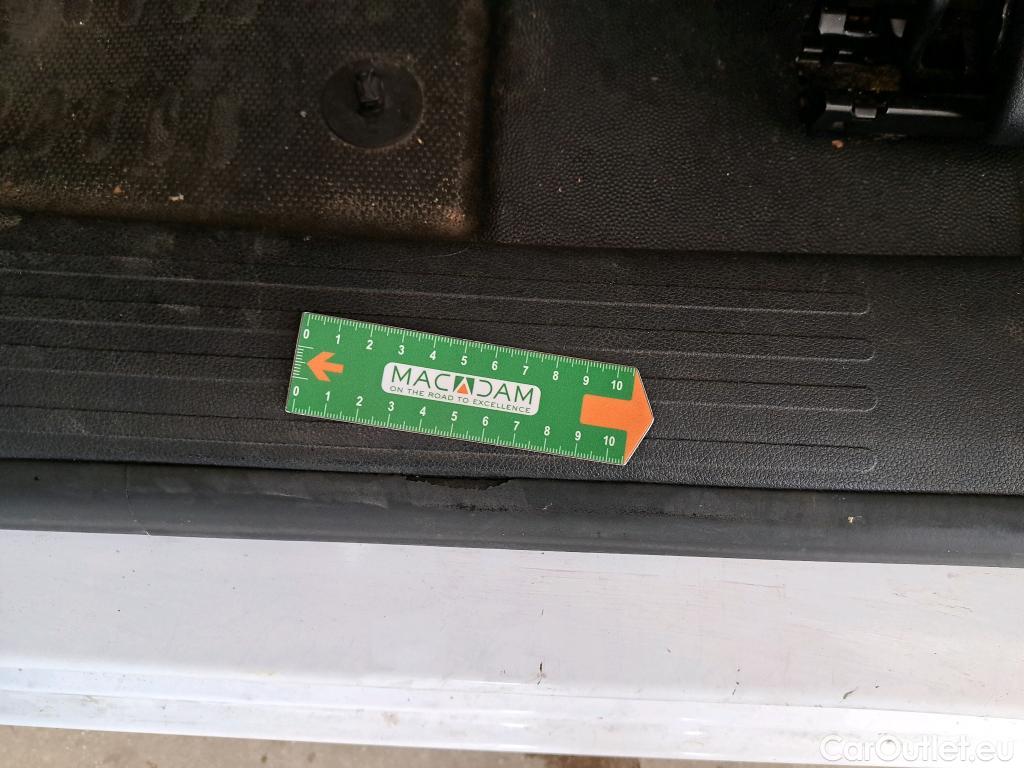 0 1 2 3 4 5 6 7 8 9 10
MACADAM
ON THE ROAD TO EXCELLENCE
0 1 2 3 4 5 6 7 8 9 10
CarOutlet.eu